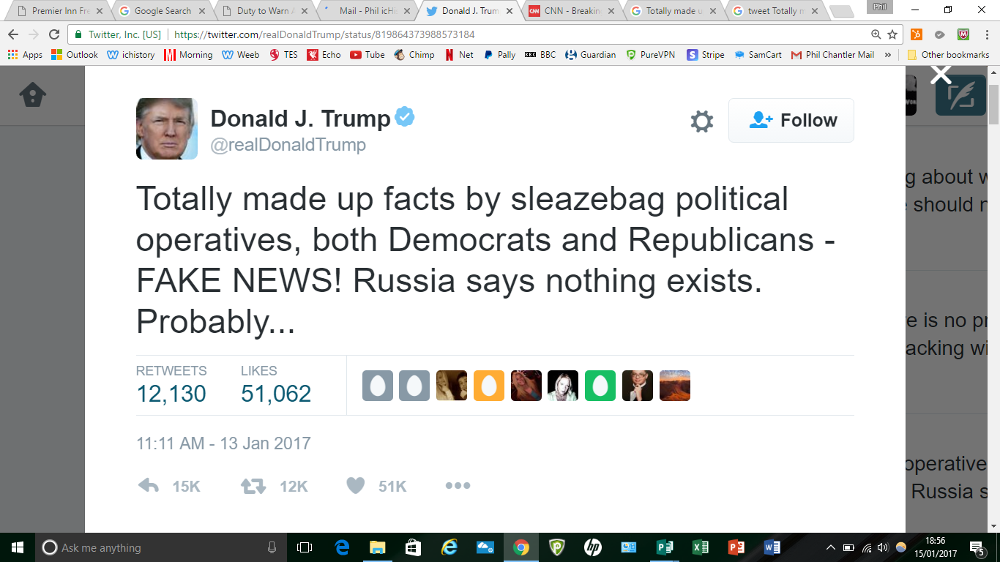 Premier Inn Fre
Google Search
Duty to Warn A
Mail - Phil icHis
Donald J. Trum
CNN - Breakin
Totally made u
tweet Totally m
Phil
Twitter, Inc. [US] https://twitter.com/realDonaldTrump/status/819864373988573184
Apps Outlook ichistory Morning Weeb TES Echo Tube Chimp Net Pally BBC Guardian PureVPN Stripe SamCart Phil Chantler Mail » Other bookmarks
Donald J. Trump
@realDonaldTrump
Follow
Totally made up facts by sleazebag political
operatives, both Democrats and Republicans -
FAKE NEWS! Russia says nothing exists.
Probably...
RETWEETS LIKES
12,130 51,062
11:11 AM - 13 Jan 2017
15K 12K 51K
g about w
should n
e is no pr
acking wi
operative
Russia s
Ask me anything
18:56
15/01/2017
5